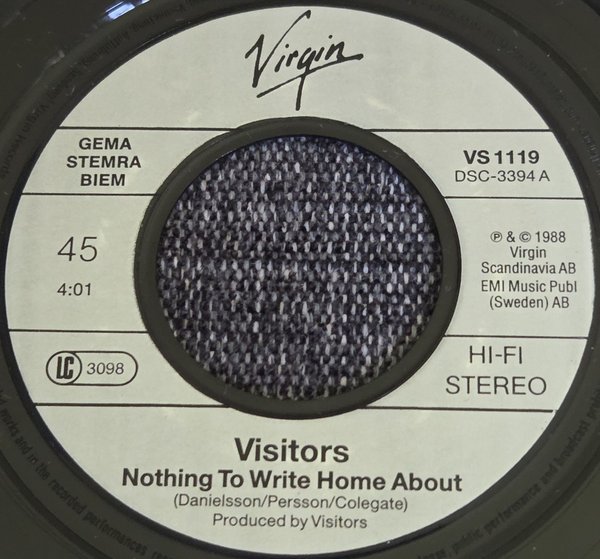 Virgin
GEMA
STEMRA
BIEM
VS 1119
DSC-3394 A
45
4:01
℗ & © 1988
Virgin
Scandinavia AB
EMI Music Publ
(Sweden) AB
LC 3098
HI-FI
STEREO
Visitors
Nothing To Write Home About
(Danielsson/Persson/Colegate)
Produced by Visitors